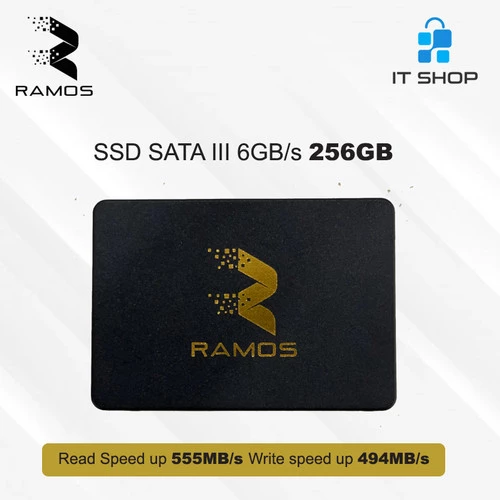 RAMOS
IT SHOP
SSD SATA III 6GB/s 256GB
RAMOS
Read Speed up 555MB/s Write speed up 494MB/s